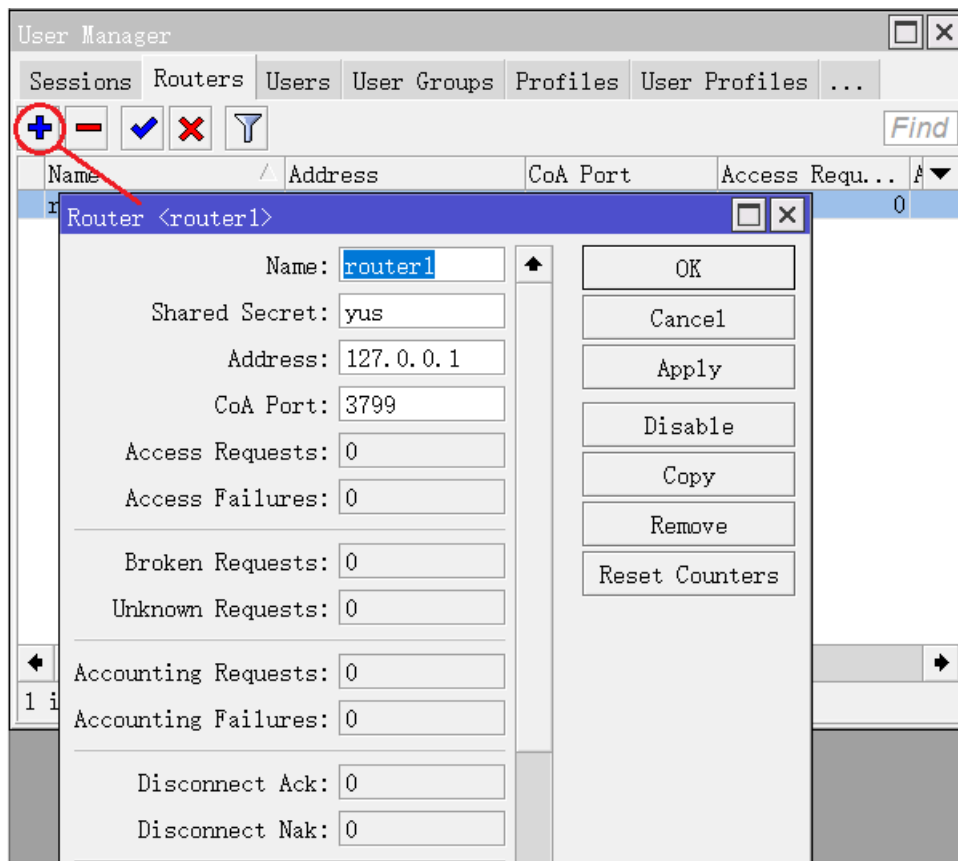 User Manager
Sessions Routers Users User Groups Profiles User Profiles ...
Find
Name Address CoA Port Access Requ... A
r 0
Router <router1>
Name: router1 OK
Shared Secret: yus Cancel
Address: 127.0.0.1 Apply
CoA Port: 3799 Disable
Access Requests: 0 Copy
Access Failures: 0 Remove
Broken Requests: 0 Reset Counters
Unknown Requests: 0
Accounting Requests: 0
1 i
Accounting Failures: 0
Disconnect Ack: 0
Disconnect Nak: 0